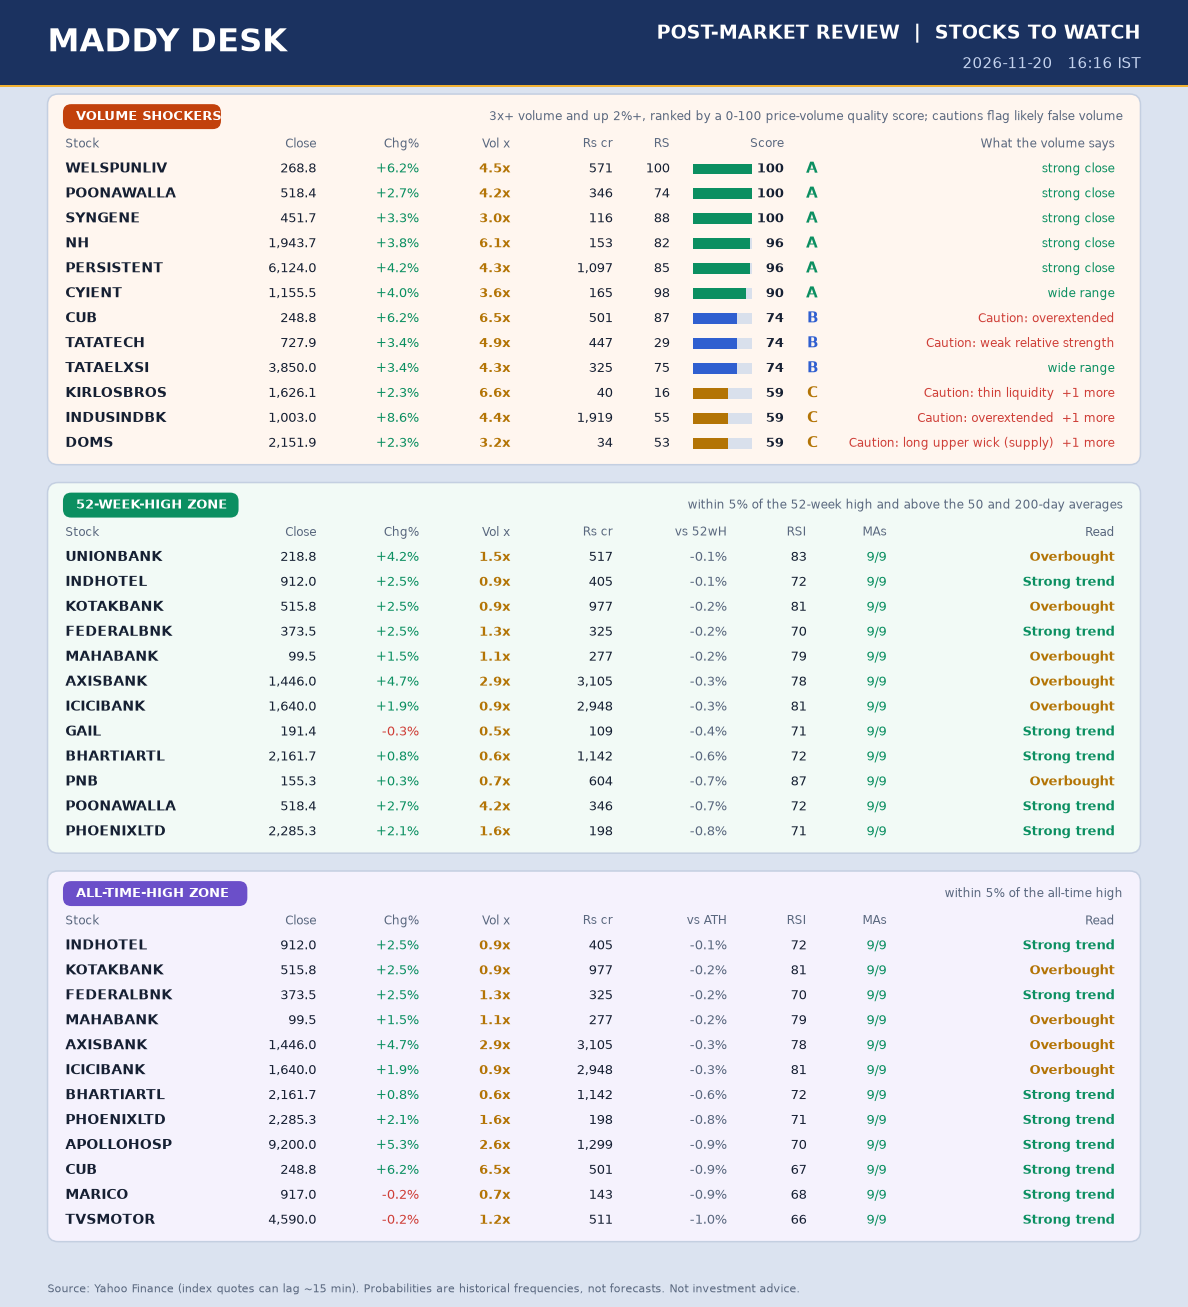 MADDY DESK
POST-MARKET REVIEW | STOCKS TO WATCH
2026-11-20 16:16 IST
VOLUME SHOCKERS 3x+ volume and up 2%+, ranked by a 0-100 price-volume quality score; cautions flag likely false volume
Stock Close Chg% Vol x Rs cr RS Score What the volume says
WELSPUNLIV 268.8 +6.2% 4.5x 571 100 100 A strong close
POONAWALLA 518.4 +2.7% 4.2x 346 74 100 A strong close
SYNGENE 451.7 +3.3% 3.0x 116 88 100 A strong close
NH 1,943.7 +3.8% 6.1x 153 82 96 A strong close
PERSISTENT 6,124.0 +4.2% 4.3x 1,097 85 96 A strong close
CYIENT 1,155.5 +4.0% 3.6x 165 98 90 A wide range
CUB 248.8 +6.2% 6.5x 501 87 74 B Caution: overextended
TATATECH 727.9 +3.4% 4.9x 447 29 74 B Caution: weak relative strength
TATAELXSI 3,850.0 +3.4% 4.3x 325 75 74 B wide range
KIRLOSBROS 1,626.1 +2.3% 6.6x 40 16 59 C Caution: thin liquidity +1 more
INDUSINDBK 1,003.0 +8.6% 4.4x 1,919 55 59 C Caution: overextended +1 more
DOMS 2,151.9 +2.3% 3.2x 34 53 59 C Caution: long upper wick (supply) +1 more
52-WEEK-HIGH ZONE within 5% of the 52-week high and above the 50 and 200-day averages
Stock Close Chg% Vol x Rs cr vs 52wH RSI MAs Read
UNIONBANK 218.8 +4.2% 1.5x 517 -0.1% 83 9/9 Overbought
INDHOTEL 912.0 +2.5% 0.9x 405 -0.1% 72 9/9 Strong trend
KOTAKBANK 515.8 +2.5% 0.9x 977 -0.2% 81 9/9 Overbought
FEDERALBNK 373.5 +2.5% 1.3x 325 -0.2% 70 9/9 Strong trend
MAHABANK 99.5 +1.5% 1.1x 277 -0.2% 79 9/9 Overbought
AXISBANK 1,446.0 +4.7% 2.9x 3,105 -0.3% 78 9/9 Overbought
ICICIBANK 1,640.0 +1.9% 0.9x 2,948 -0.3% 81 9/9 Overbought
GAIL 191.4 -0.3% 0.5x 109 -0.4% 71 9/9 Strong trend
BHARTIARTL 2,161.7 +0.8% 0.6x 1,142 -0.6% 72 9/9 Strong trend
PNB 155.3 +0.3% 0.7x 604 -0.7% 87 9/9 Overbought
POONAWALLA 518.4 +2.7% 4.2x 346 -0.7% 72 9/9 Strong trend
PHOENIXLTD 2,285.3 +2.1% 1.6x 198 -0.8% 71 9/9 Strong trend
ALL-TIME-HIGH ZONE within 5% of the all-time high
Stock Close Chg% Vol x Rs cr vs ATH RSI MAs Read
INDHOTEL 912.0 +2.5% 0.9x 405 -0.1% 72 9/9 Strong trend
KOTAKBANK 515.8 +2.5% 0.9x 977 -0.2% 81 9/9 Overbought
FEDERALBNK 373.5 +2.5% 1.3x 325 -0.2% 70 9/9 Strong trend
MAHABANK 99.5 +1.5% 1.1x 277 -0.2% 79 9/9 Overbought
AXISBANK 1,446.0 +4.7% 2.9x 3,105 -0.3% 78 9/9 Overbought
ICICIBANK 1,640.0 +1.9% 0.9x 2,948 -0.3% 81 9/9 Overbought
BHARTIARTL 2,161.7 +0.8% 0.6x 1,142 -0.6% 72 9/9 Strong trend
PHOENIXLTD 2,285.3 +2.1% 1.6x 198 -0.8% 71 9/9 Strong trend
APOLLOHOSP 9,200.0 +5.3% 2.6x 1,299 -0.9% 70 9/9 Strong trend
CUB 248.8 +6.2% 6.5x 501 -0.9% 67 9/9 Strong trend
MARICO 917.0 -0.2% 0.7x 143 -0.9% 68 9/9 Strong trend
TVSMOTOR 4,590.0 -0.2% 1.2x 511 -1.0% 66 9/9 Strong trend
Source: Yahoo Finance (index quotes can lag ~15 min). Probabilities are historical frequencies, not forecasts. Not investment advice.